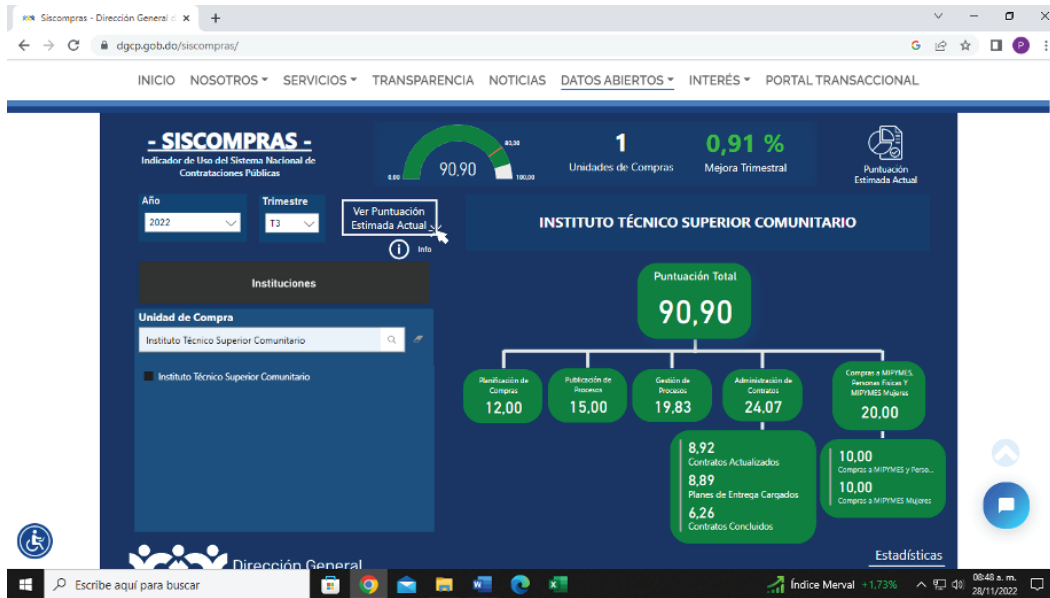 Siscompras - Dirección General d
dgcp.gob.do/siscompras/
G
P
INICIO NOSOTROS SERVICIOS TRANSPARENCIA NOTICIAS DATOS ABIERTOS INTERÉS PORTAL TRANSACCIONAL
- SISCOMPRAS -
Indicador de Uso del Sistema Nacional de
Contrataciones Públicas
0,00
90,90
100,00
1
Unidades de Compras
0,91 %
Mejora Trimestral
Puntuación
Estimada Actual
Año
2022
Trimestre
T3
Ver Puntuación
Estimada Actual
Info
INSTITUTO TÉCNICO SUPERIOR COMUNITARIO
Instituciones
Unidad de Compra
Instituto Técnico Superior Comunitario
Instituto Técnico Superior Comunitario
Puntuación Total
90,90
Planificación de
Compras
12,00
Publicación de
Procesos
15,00
Gestión de
Procesos
19,83
Administración de
Contratos
24,07
Compras a MIPYMES,
Personas Físicas Y
MIPYMES Mujeres
20,00
8,92
Contratos Actualizados
8,89
Planes de Entrega Cargados
6,26
Contratos Concluidos
10,00
Compras a MIPYMES y Perso...
10,00
Compras a MIPYMES Mujeres
Dirección General
Estadísticas
Escribe aquí para buscar
Índice Merval +1,73%
08:48 a. m.
28/11/2022